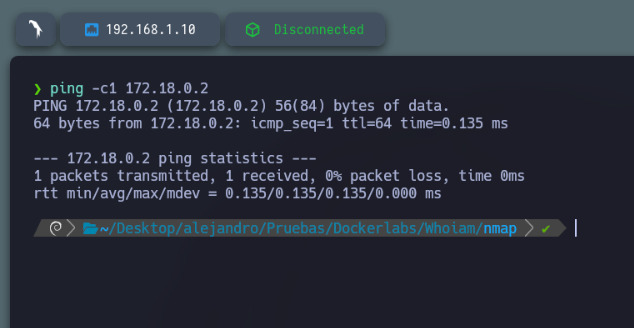 192.168.1.10
Disconnected
❯ ping -c1 172.18.0.2
PING 172.18.0.2 (172.18.0.2) 56(84) bytes of data.
64 bytes from 172.18.0.2: icmp_seq=1 ttl=64 time=0.135 ms
--- 172.18.0.2 ping statistics ---
1 packets transmitted, 1 received, 0% packet loss, time 0ms
rtt min/avg/max/mdev = 0.135/0.135/0.135/0.000 ms
~/Desktop/alejandro/Pruebas/Dockerlabs/Whoiam/nmap ✔